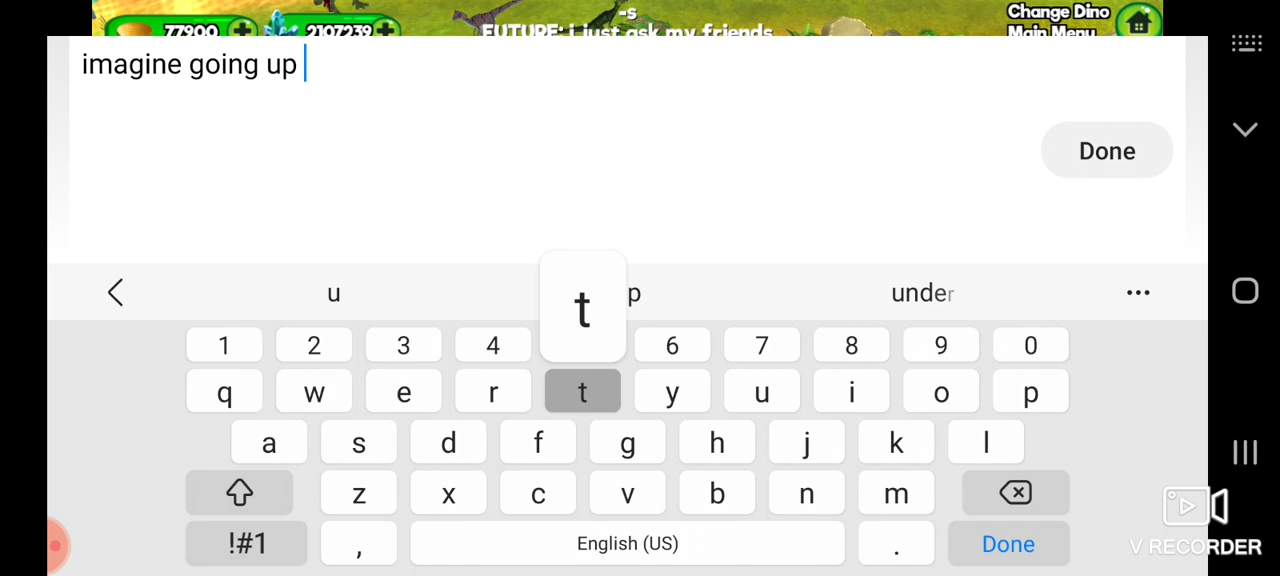 77900
2107239
-s
FUTURE: i just ask my friends
Change Dino
Main Menu
imagine going up
Done
u
p
under
t
1 2 3 4 6 7 8 9 0
q w e r t y u i o p
a s d f g h j k l
z x c v b n m
!#1 , English (US) . Done
V RECORDER